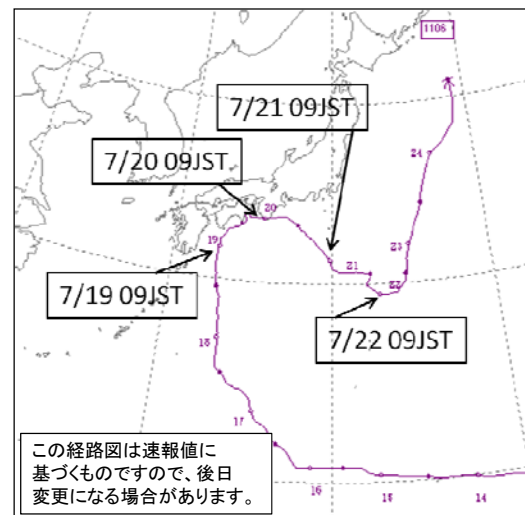 1106
7/21 09JST
24
7/20 09JST
20
19
23
21
7/19 09JST
22
7/22 09JST
18
17
この経路図は速報値に
基づくものですので、後日
変更になる場合があります。
16
15
14